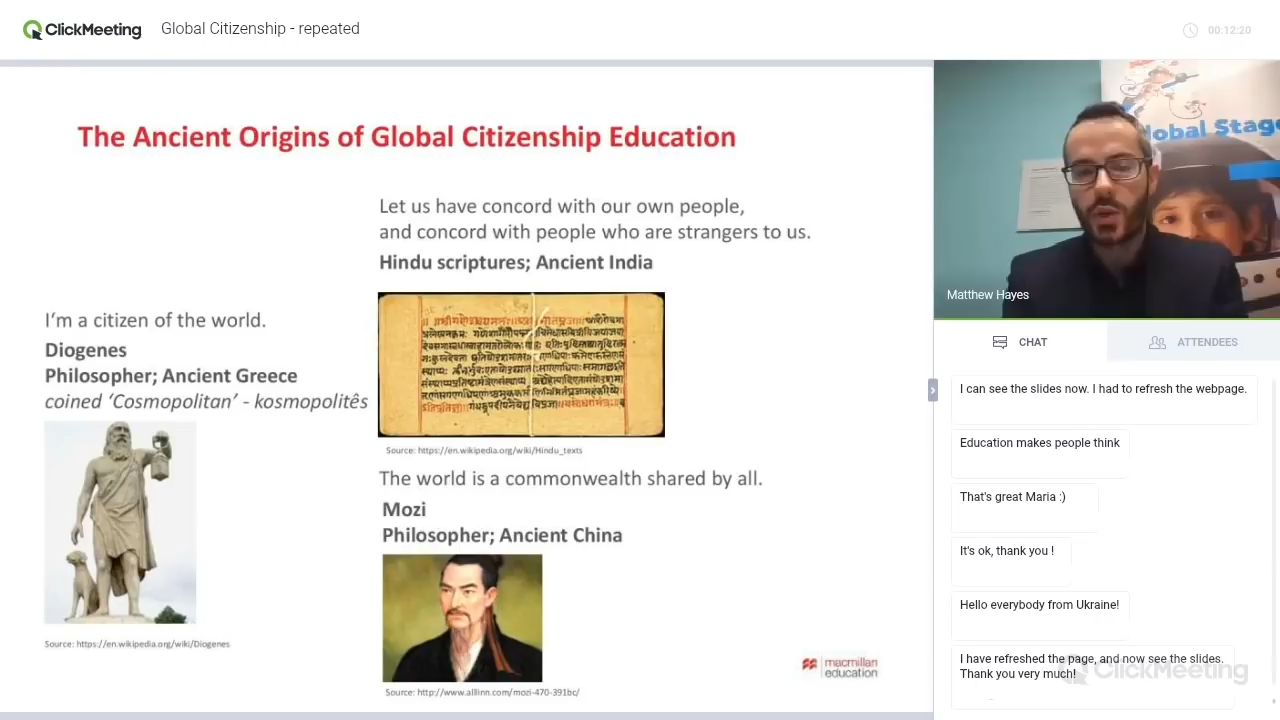 ClickMeeting
Global Citizenship - repeated
00:12:20
The Ancient Origins of Global Citizenship Education
Let us have concord with our own people,
and concord with people who are strangers to us.
Hindu scriptures; Ancient India
Source: https://en.wikipedia.org/wiki/Hindu_texts
I'm a citizen of the world.
Diogenes
Philosopher; Ancient Greece
coined 'Cosmopolitan' - kosmopolitês
Source: https://en.wikipedia.org/wiki/Diogenes
The world is a commonwealth shared by all.
Mozi
Philosopher; Ancient China
Source: http://www.alllinn.com/mozi-470-391bc/
macmillan
education
lobal Stag
Matthew Hayes
CHAT
ATTENDEES
I can see the slides now. I had to refresh the webpage.
Education makes people think
That's great Maria :)
It's ok, thank you !
Hello everybody from Ukraine!
I have refreshed the page, and now see the slides.
Thank you very much!
ClickMeeting